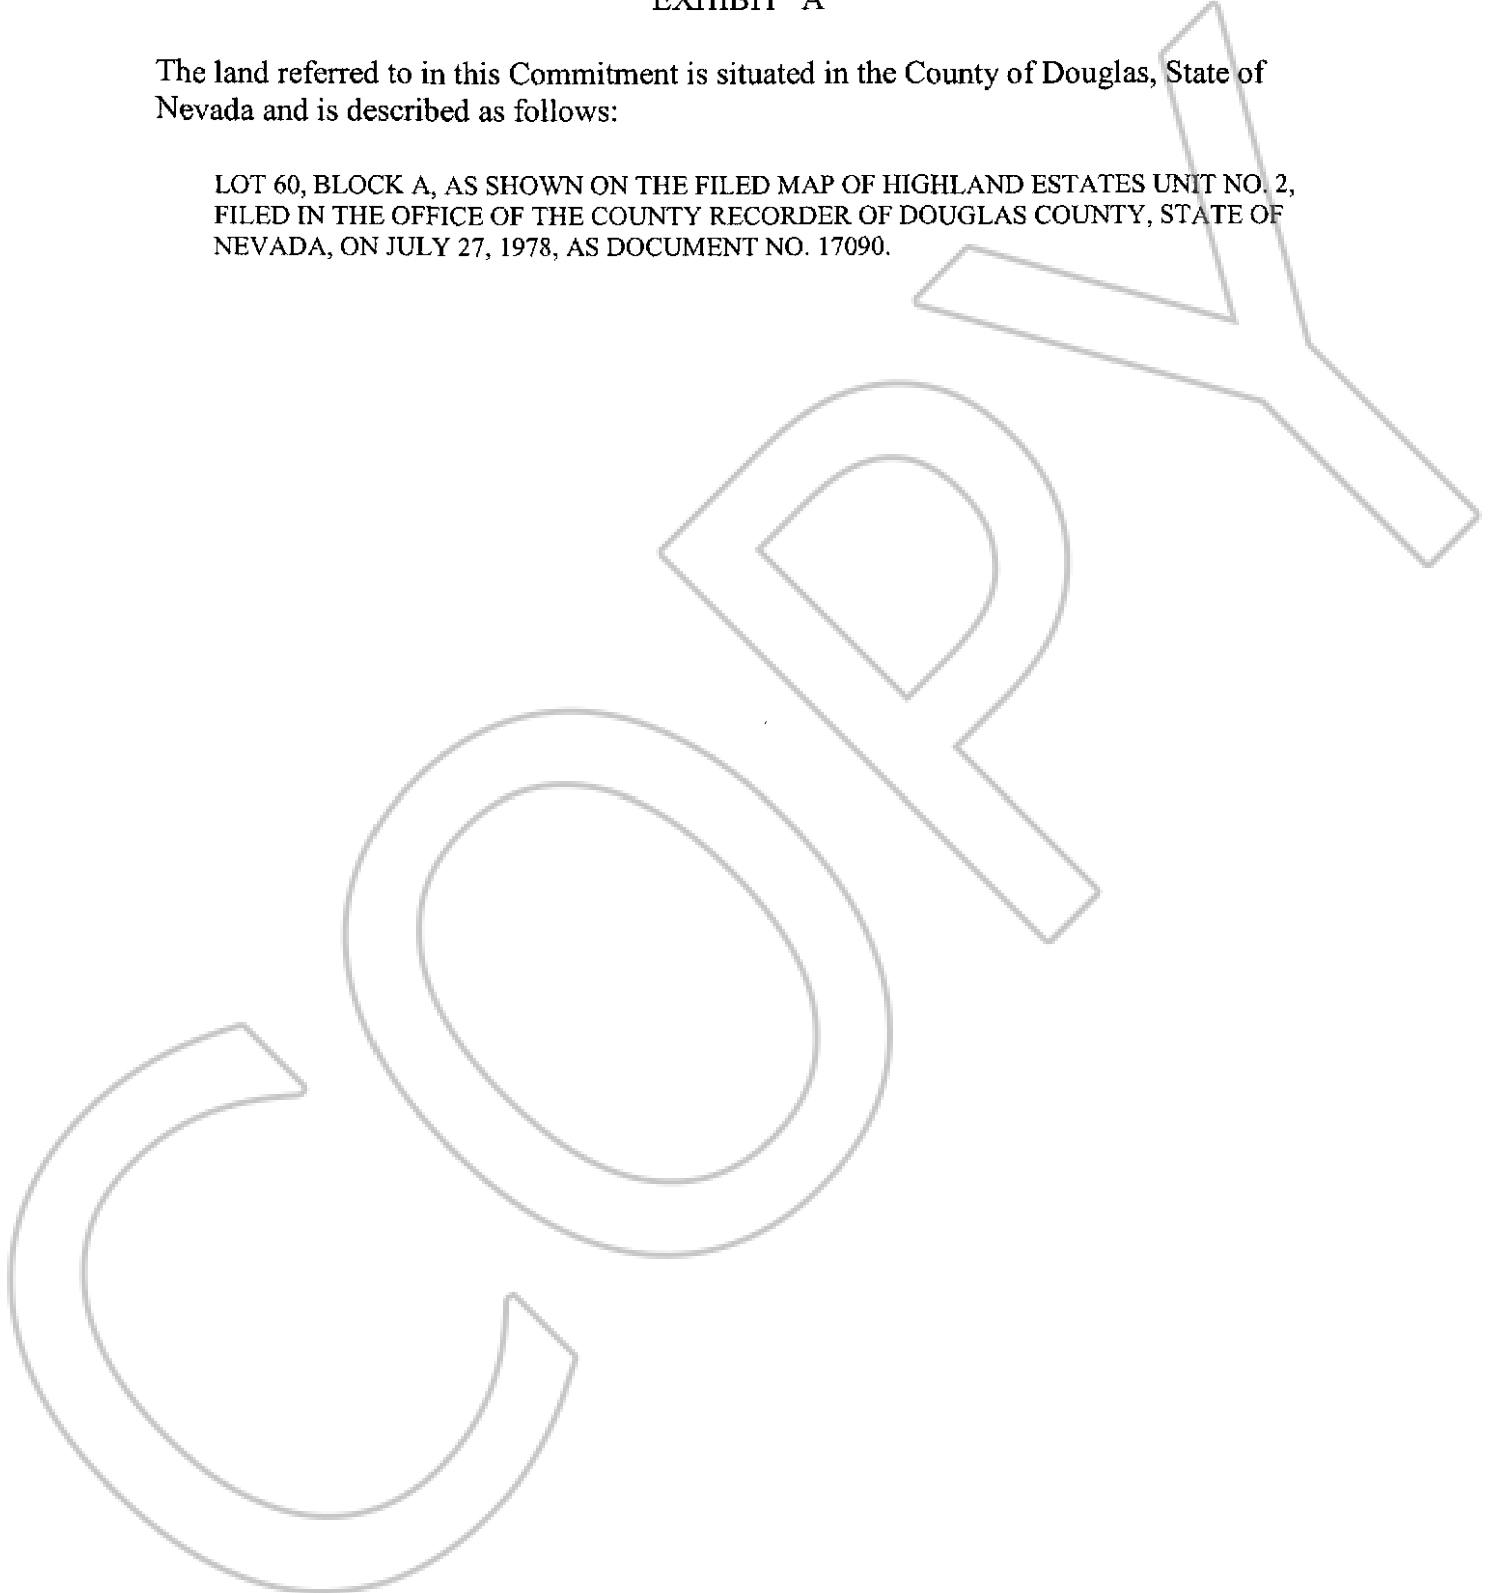 EXHIBIT A
The land referred to in this Commitment is situated in the County of Douglas, State of
Nevada and is described as follows:
LOT 60, BLOCK A, AS SHOWN ON THE FILED MAP OF HIGHLAND ESTATES UNIT NO. 2,
FILED IN THE OFFICE OF THE COUNTY RECORDER OF DOUGLAS COUNTY, STATE OF
NEVADA, ON JULY 27, 1978, AS DOCUMENT NO. 17090.
COPY